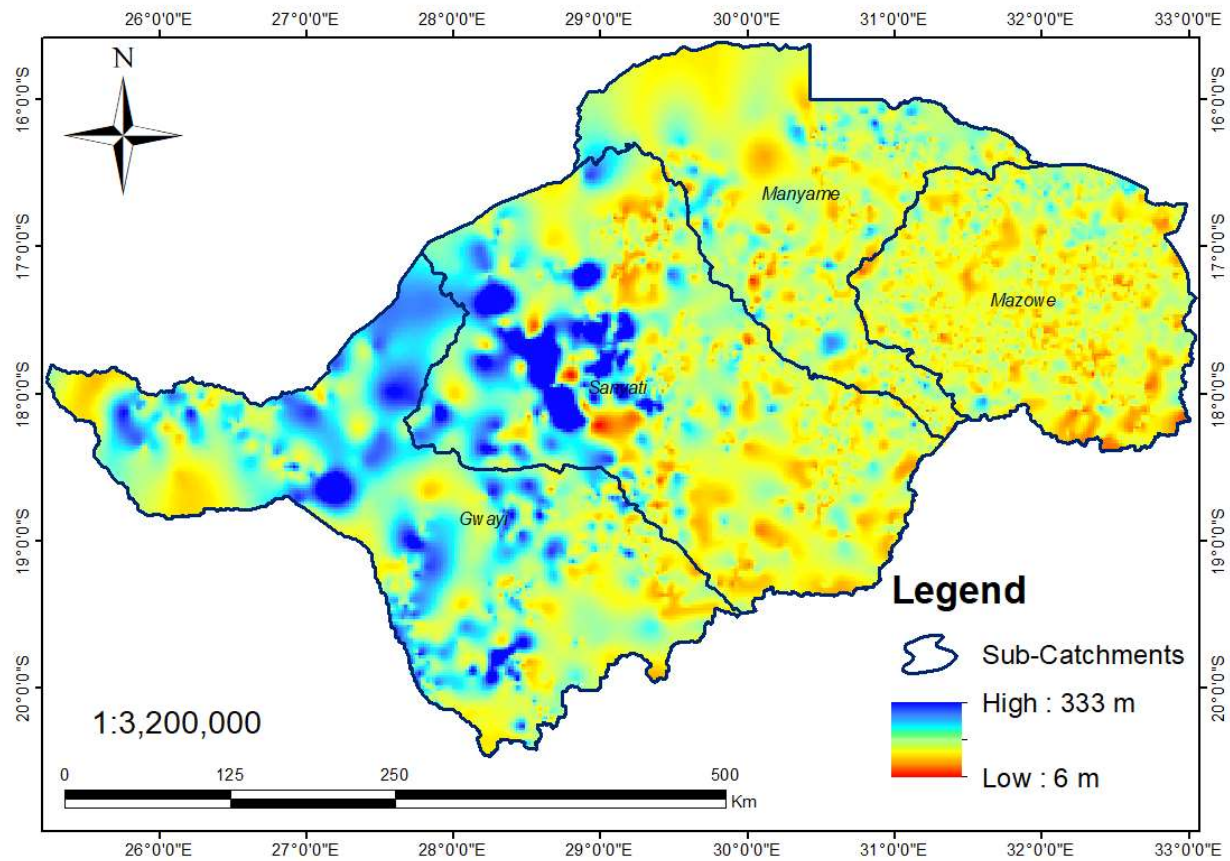 26°0'0"E 27°0'0"E 28°0'0"E 29°0'0"E 30°0'0"E 31°0'0"E 32°0'0"E 33°0'0"E
N
16°0'0"S 16°0'0"S
Manyame
17°0'0"S 17°0'0"S
Mazowe
18°0'0"S 18°0'0"S
Sanyati
Gwayi
19°0'0"S 19°0'0"S
Legend
Sub-Catchments
20°0'0"S 20°0'0"S
High : 333 m
1:3,200,000
Low : 6 m
0 125 250 500
Km
26°0'0"E 27°0'0"E 28°0'0"E 29°0'0"E 30°0'0"E 31°0'0"E 32°0'0"E 33°0'0"E